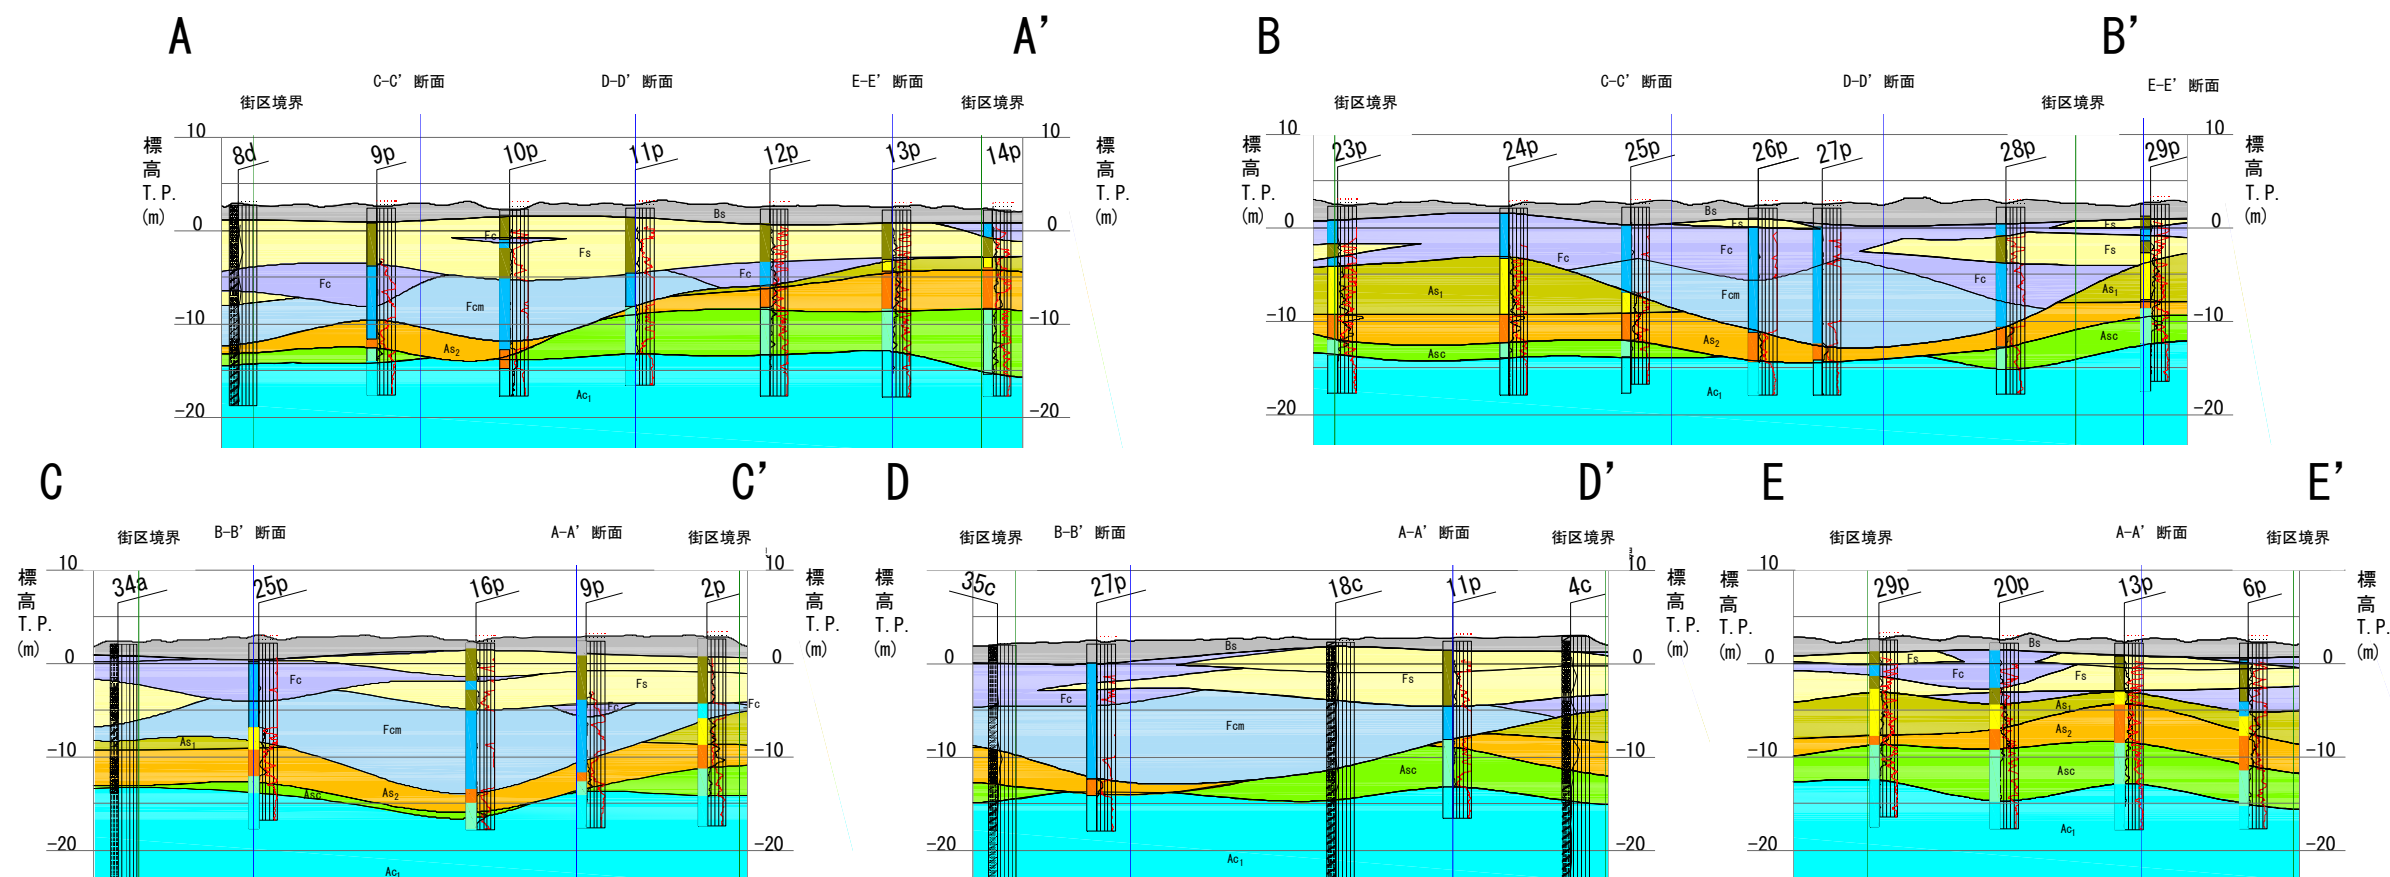 A A’
C-C’ 断面 D-D’ 断面 E-E’ 断面
街区境界 街区境界
標高T.P.(m) 10 10 標高T.P.(m)
8d 9p 10p 11p 12p 13p 14p
Bs
0 0
Fc Fs
Fc Fc
Fcm
-10 -10
As2
Ac1
-20 -20
B B’
C-C’ 断面 D-D’ 断面 E-E’ 断面
街区境界 街区境界
標高T.P.(m) 10 10 標高T.P.(m)
23p 24p 25p 26p 27p 28p 29p
Bs
0 Fs Fs 0
Fc Fc Fs
Fc
As1 Fcm As1
-10 -10
As2 Asc
Asc
Ac1
-20 -20
C C’
街区境界 B-B’ 断面 A-A’ 断面 街区境界
標高T.P.(m) 10 10 標高T.P.(m)
34a 25p 16p 9p 2p
0 0
Fc Fs
Fc Fc
Fcm
As1
-10 -10
Asc As2
-20 -20
Ac1
D D’
街区境界 B-B’ 断面 A-A’ 断面 街区境界
標高T.P.(m) 10 10 標高T.P.(m)
35c 27p 18c 11p 4c
Bs
0 0
Fs
Fc
Fcm
-10 -10
Asc
-20 -20
Ac1
E E’
街区境界 A-A’ 断面 街区境界
標高T.P.(m) 10 10 標高T.P.(m)
29p 20p 13p 6p
Bs
0 Fs 0
Fc Fs
As1
As2
-10 -10
Asc
Ac1
-20 -20